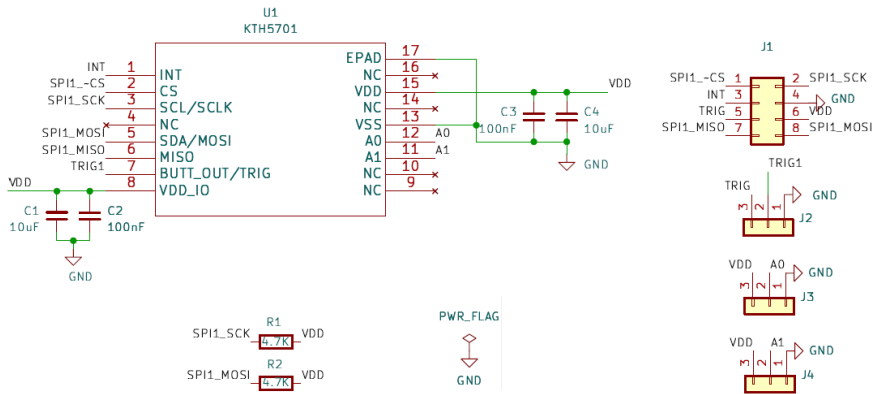 U1
KTH5701
INT 1 INT
SPI1_~CS 2 CS
SPI1_SCK 3 SCL/SCLK
4 NC
SPI1_MOSI 5 SDA/MOSI
SPI1_MISO 6 MISO
TRIG1 7 BUTT_OUT/TRIG
VDD 8 VDD_IO
EPAD 17
NC 16
VDD 15 VDD
NC 14
VSS 13
A0 12 A0
A1 11 A1
NC 10
NC 9
C3
100nF
C4
10uF
GND
C1
10uF
C2
100nF
GND
R1
SPI1_SCK 4.7K VDD
R2
SPI1_MOSI 4.7K VDD
PWR_FLAG
GND
J1
SPI1_~CS 1 2 SPI1_SCK
INT 3 4 GND
TRIG 5 6 VDD
SPI1_MISO 7 8 SPI1_MOSI
TRIG1
TRIG 3 2 1 GND
J2
VDD A0 3 2 1 GND
J3
VDD A1 3 2 1 GND
J4